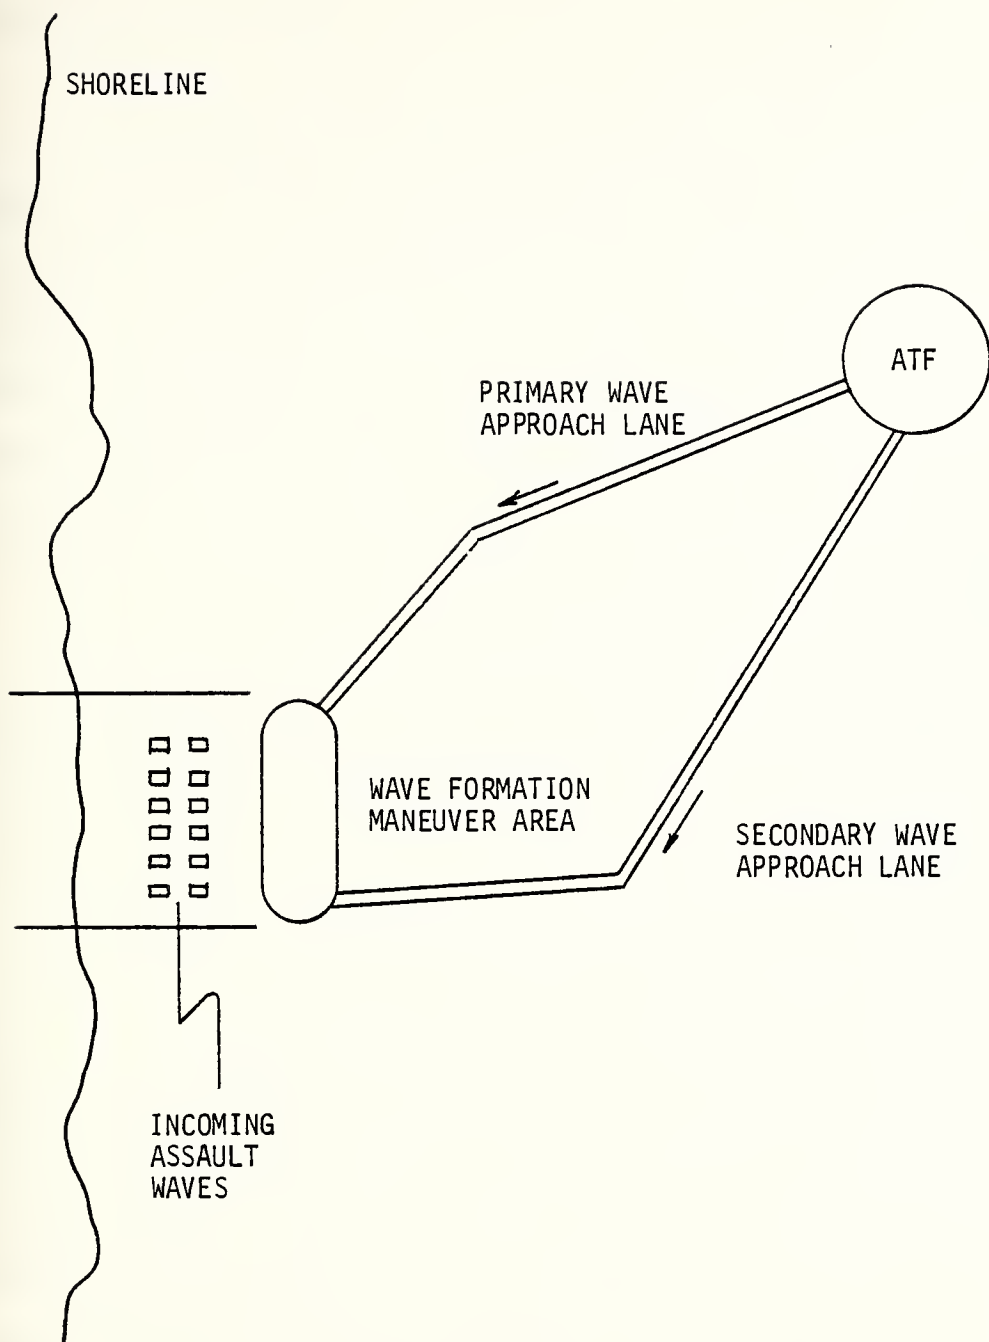 SHORELINE
ATF
PRIMARY WAVE
APPROACH LANE
WAVE FORMATION
MANEUVER AREA
SECONDARY WAVE
APPROACH LANE
INCOMING
ASSAULT
WAVES